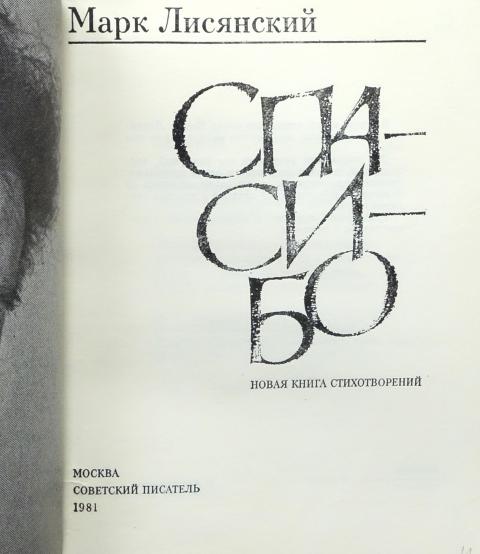 Марк Лисянский
СПА–
СИ–
БО
НОВАЯ КНИГА СТИХОТВОРЕНИЙ
МОСКВА
СОВЕТСКИЙ ПИСАТЕЛЬ
1981